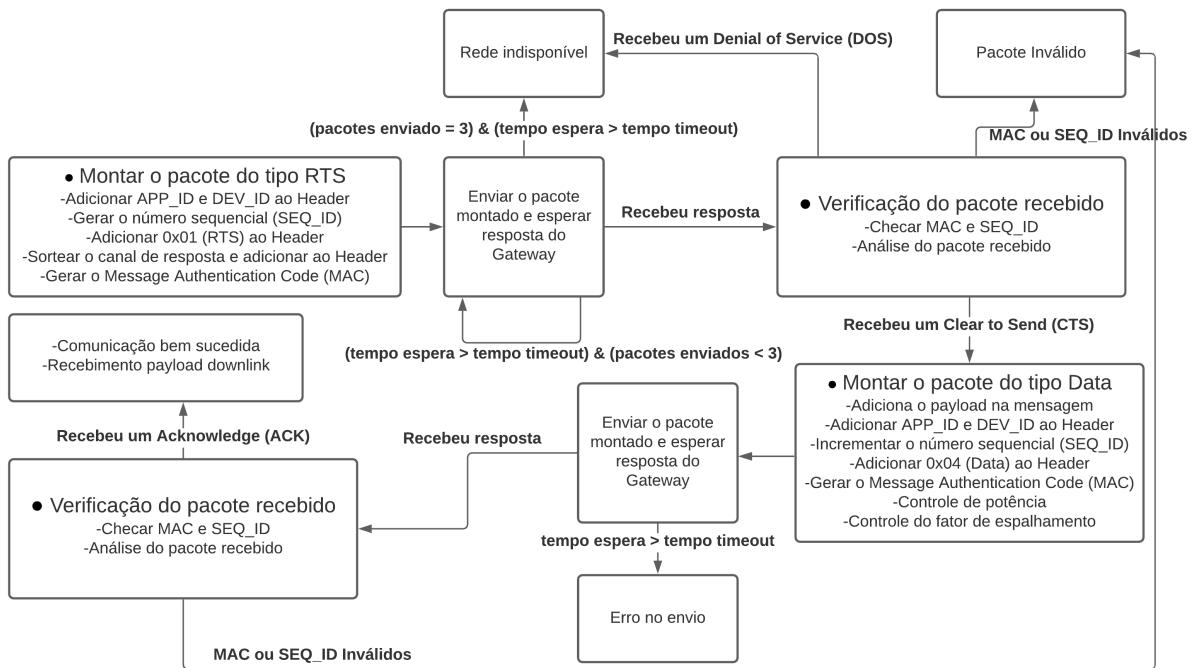 Rede indisponível
Recebeu um Denial of Service (DOS)
Pacote Inválido
(pacotes enviado = 3) & (tempo espera > tempo timeout)
MAC ou SEQ_ID Inválidos
● Montar o pacote do tipo RTS
-Adicionar APP_ID e DEV_ID ao Header
-Gerar o número sequencial (SEQ_ID)
-Adicionar 0x01 (RTS) ao Header
-Sortear o canal de resposta e adicionar ao Header
-Gerar o Message Authentication Code (MAC)
Enviar o pacote
montado e esperar
resposta do
Gateway
Recebeu resposta
● Verificação do pacote recebido
-Checar MAC e SEQ_ID
-Análise do pacote recebido
(tempo espera > tempo timeout) & (pacotes enviados < 3)
Recebeu um Clear to Send (CTS)
● Montar o pacote do tipo Data
-Adiciona o payload na mensagem
-Adicionar APP_ID e DEV_ID ao Header
-Incrementar o número sequencial (SEQ_ID)
-Adicionar 0x04 (Data) ao Header
-Gerar o Message Authentication Code (MAC)
-Controle de potência
-Controle do fator de espalhamento
Enviar o pacote
montado e esperar
resposta do
Gateway
tempo espera > tempo timeout
Erro no envio
Recebeu resposta
-Comunicação bem sucedida
-Recebimento payload downlink
Recebeu um Acknowledge (ACK)
● Verificação do pacote recebido
-Checar MAC e SEQ_ID
-Análise do pacote recebido
MAC ou SEQ_ID Inválidos